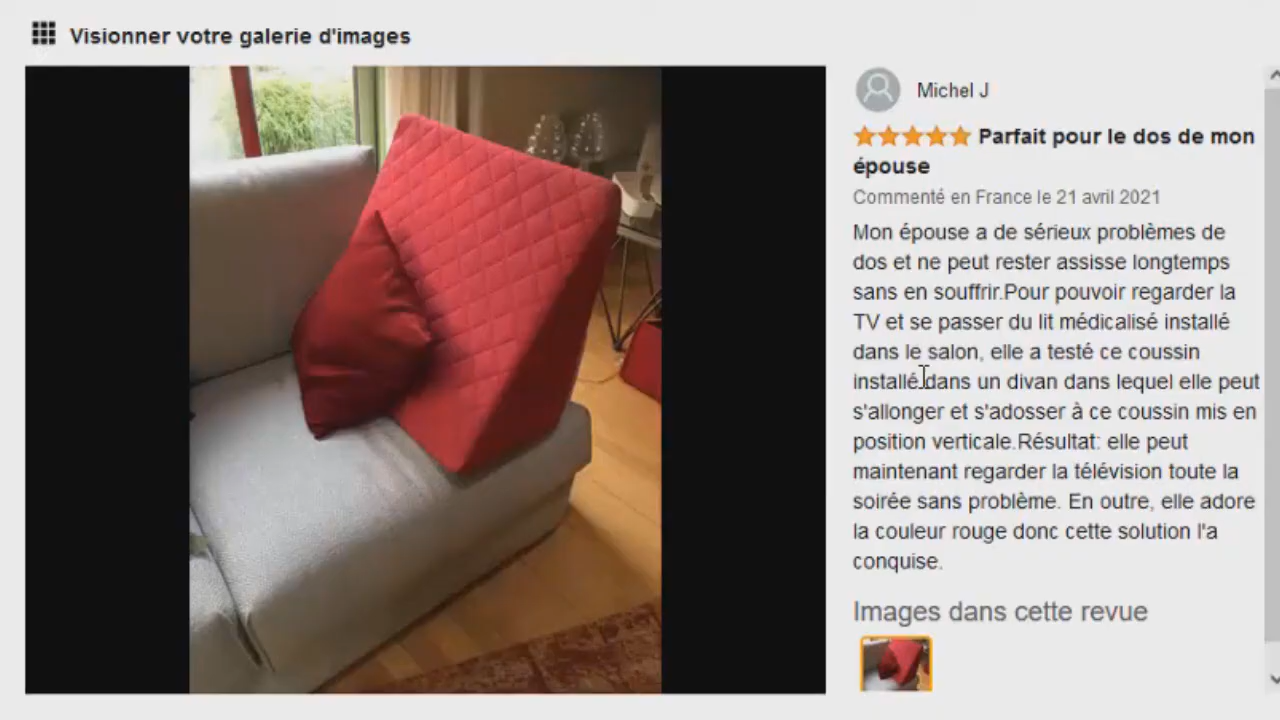 Visionner votre galerie d'images
Michel J
Parfait pour le dos de mon
épouse
Commenté en France le 21 avril 2021
Mon épouse a de sérieux problèmes de
dos et ne peut rester assisse longtemps
sans en souffrir.Pour pouvoir regarder la
TV et se passer du lit médicalisé installé
dans le salon, elle a testé ce coussin
installé dans un divan dans lequel elle peut
s'allonger et s'adosser à ce coussin mis en
position verticale.Résultat: elle peut
maintenant regarder la télévision toute la
soirée sans problème. En outre, elle adore
la couleur rouge donc cette solution l'a
conquise.
Images dans cette revue